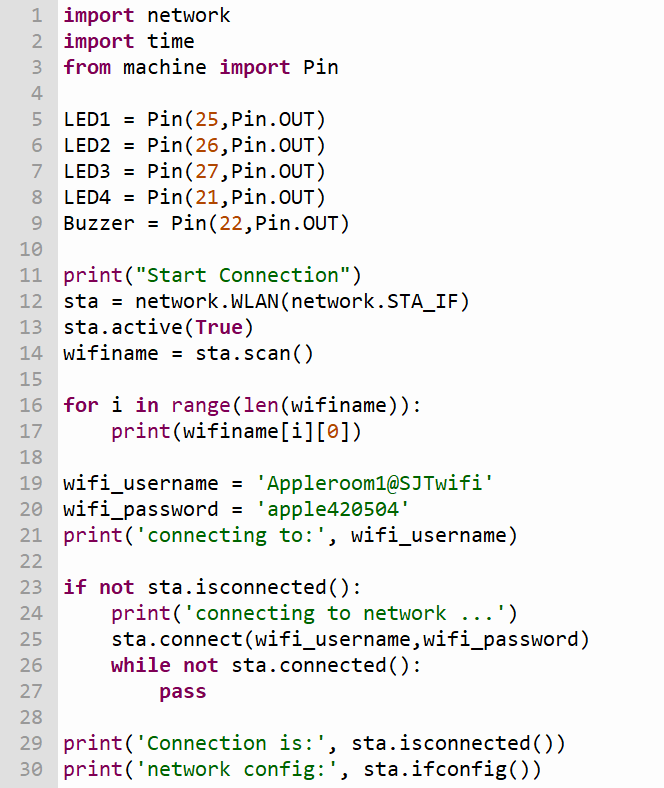 1 import network
2 import time
3 from machine import Pin
4
5 LED1 = Pin(25,Pin.OUT)
6 LED2 = Pin(26,Pin.OUT)
7 LED3 = Pin(27,Pin.OUT)
8 LED4 = Pin(21,Pin.OUT)
9 Buzzer = Pin(22,Pin.OUT)
10
11 print("Start Connection")
12 sta = network.WLAN(network.STA_IF)
13 sta.active(True)
14 wifiname = sta.scan()
15
16 for i in range(len(wifiname)):
17     print(wifiname[i][0])
18
19 wifi_username = 'Appleroom1@SJTwifi'
20 wifi_password = 'apple420504'
21 print('connecting to:', wifi_username)
22
23 if not sta.isconnected():
24     print('connecting to network ...')
25     sta.connect(wifi_username,wifi_password)
26     while not sta.connected():
27         pass
28
29 print('Connection is:', sta.isconnected())
30 print('network config:', sta.ifconfig())